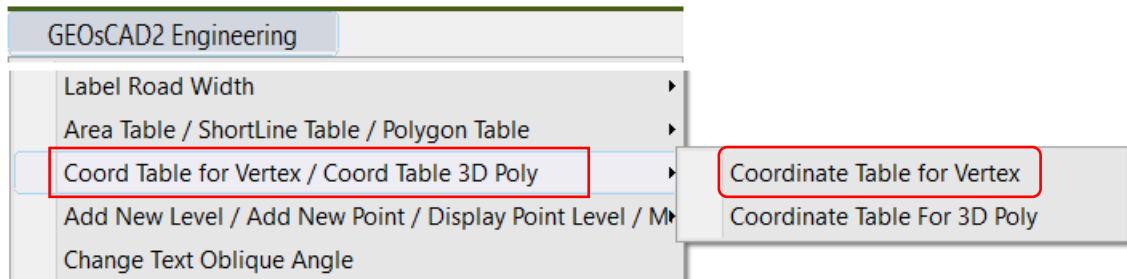 GEOsCAD2 Engineering
Label Road Width
Area Table / ShortLine Table / Polygon Table
Coord Table for Vertex / Coord Table 3D Poly
Coordinate Table for Vertex
Add New Level / Add New Point / Display Point Level / M
Coordinate Table For 3D Poly
Change Text Oblique Angle